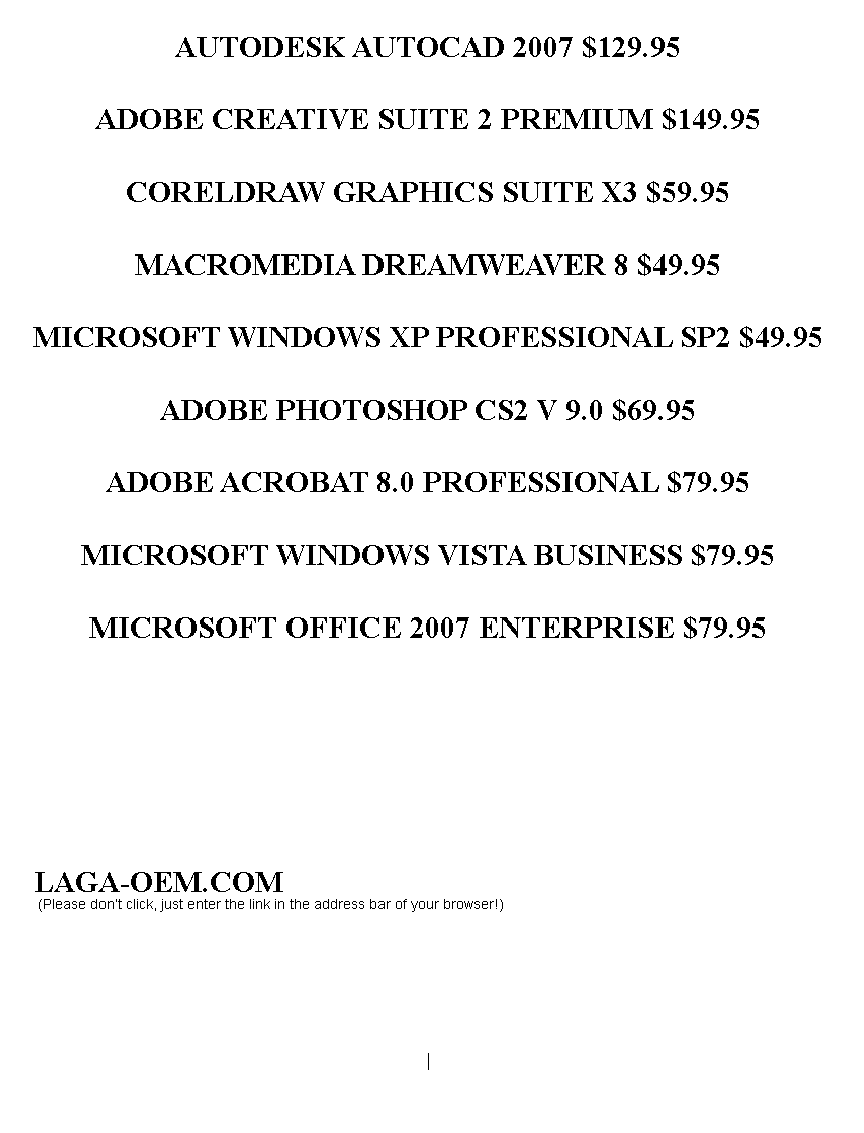 AUTODESK AUTOCAD 2007 $129.95
ADOBE CREATIVE SUITE 2 PREMIUM $149.95
CORELDRAW GRAPHICS SUITE X3 $59.95
MACROMEDIA DREAMWEAVER 8 $49.95
MICROSOFT WINDOWS XP PROFESSIONAL SP2 $49.95
ADOBE PHOTOSHOP CS2 V 9.0 $69.95
ADOBE ACROBAT 8.0 PROFESSIONAL $79.95
MICROSOFT WINDOWS VISTA BUSINESS $79.95
MICROSOFT OFFICE 2007 ENTERPRISE $79.95
LAGA-OEM.COM
(Please don't click, just enter the link in the address bar of your browser!)
|